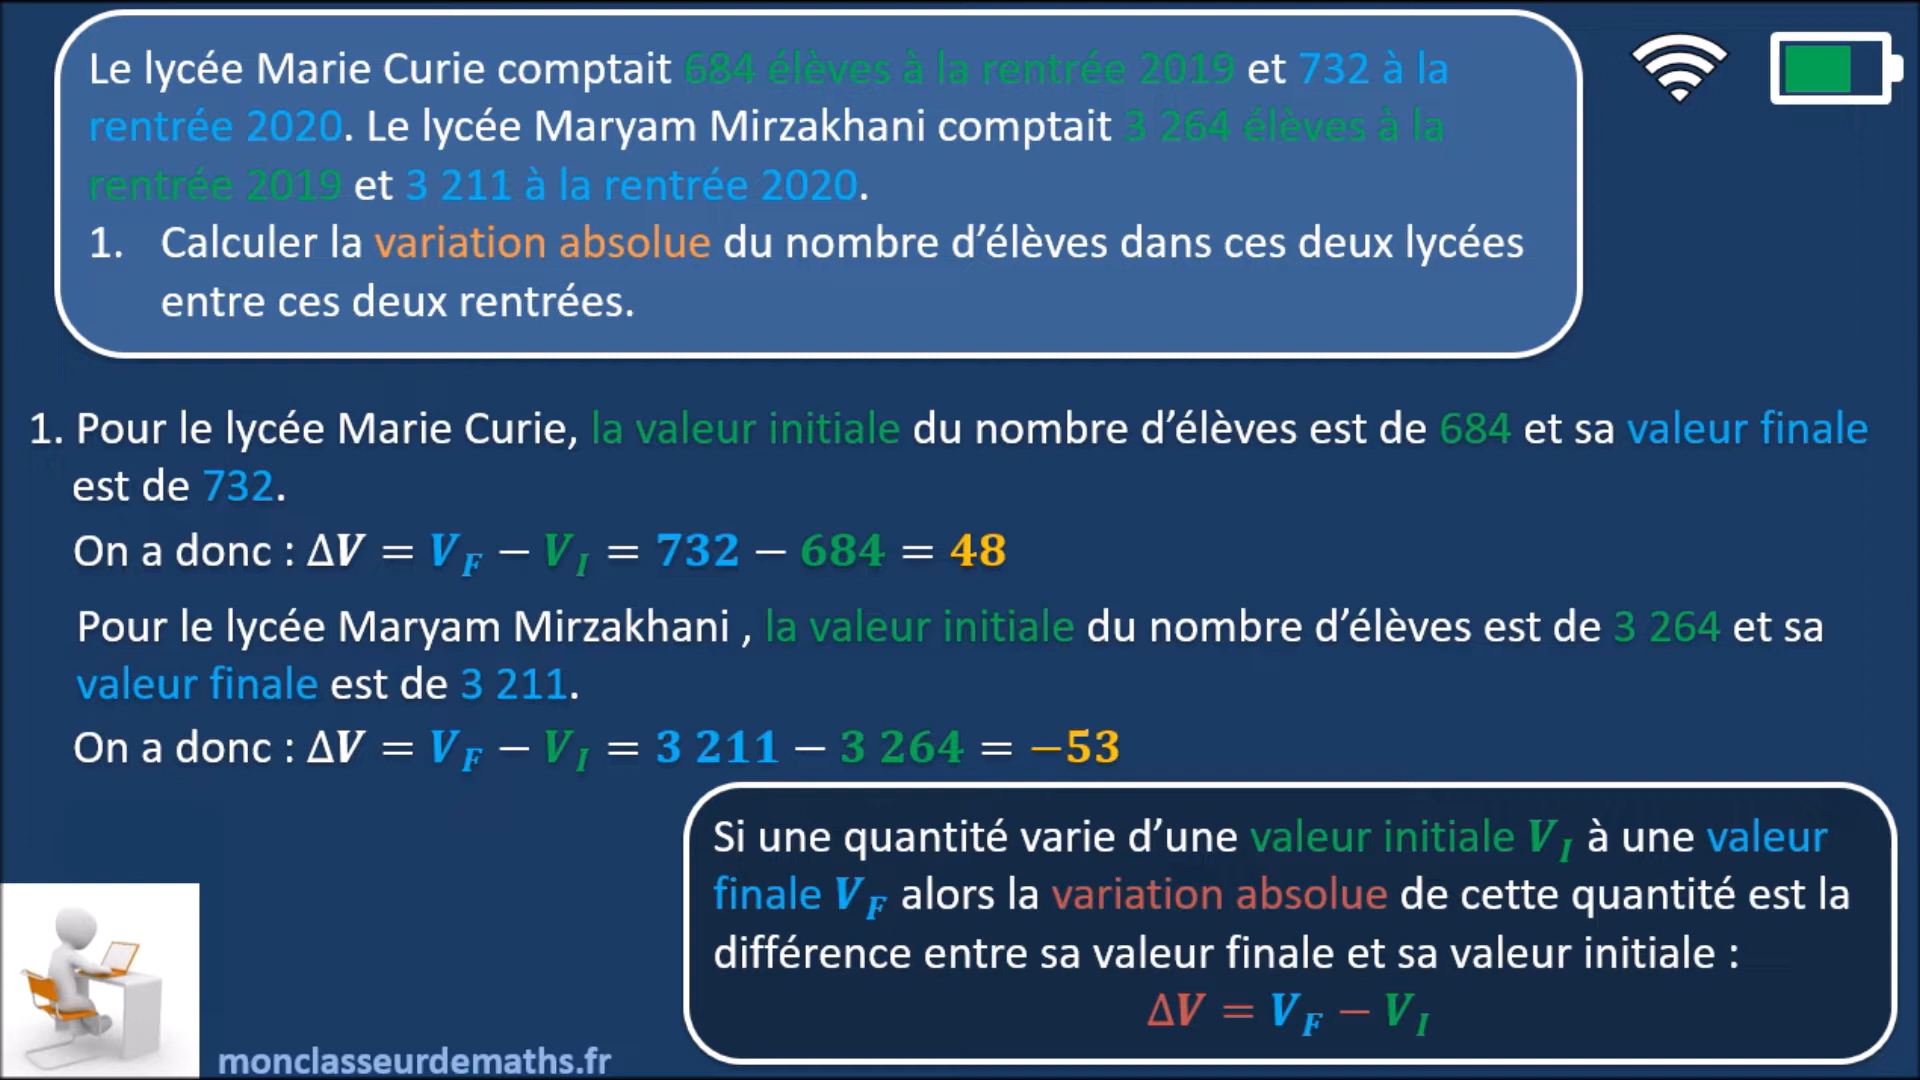 Le lycée Marie Curie comptait 684 élèves à la rentrée 2019 et 732 à la
rentrée 2020. Le lycée Maryam Mirzakhani comptait 3 264 élèves à la
rentrée 2019 et 3 211 à la rentrée 2020.
1. Calculer la variation absolue du nombre d’élèves dans ces deux lycées
entre ces deux rentrées.
1. Pour le lycée Marie Curie, la valeur initiale du nombre d’élèves est de 684 et sa valeur finale
est de 732.
On a donc : ΔV = V_F − V_I = 732 − 684 = 48
Pour le lycée Maryam Mirzakhani , la valeur initiale du nombre d’élèves est de 3 264 et sa
valeur finale est de 3 211.
On a donc : ΔV = V_F − V_I = 3 211 − 3 264 = −53
Si une quantité varie d’une valeur initiale V_I à une valeur
finale V_F alors la variation absolue de cette quantité est la
différence entre sa valeur finale et sa valeur initiale :
ΔV = V_F − V_I
monclasseurdemaths.fr